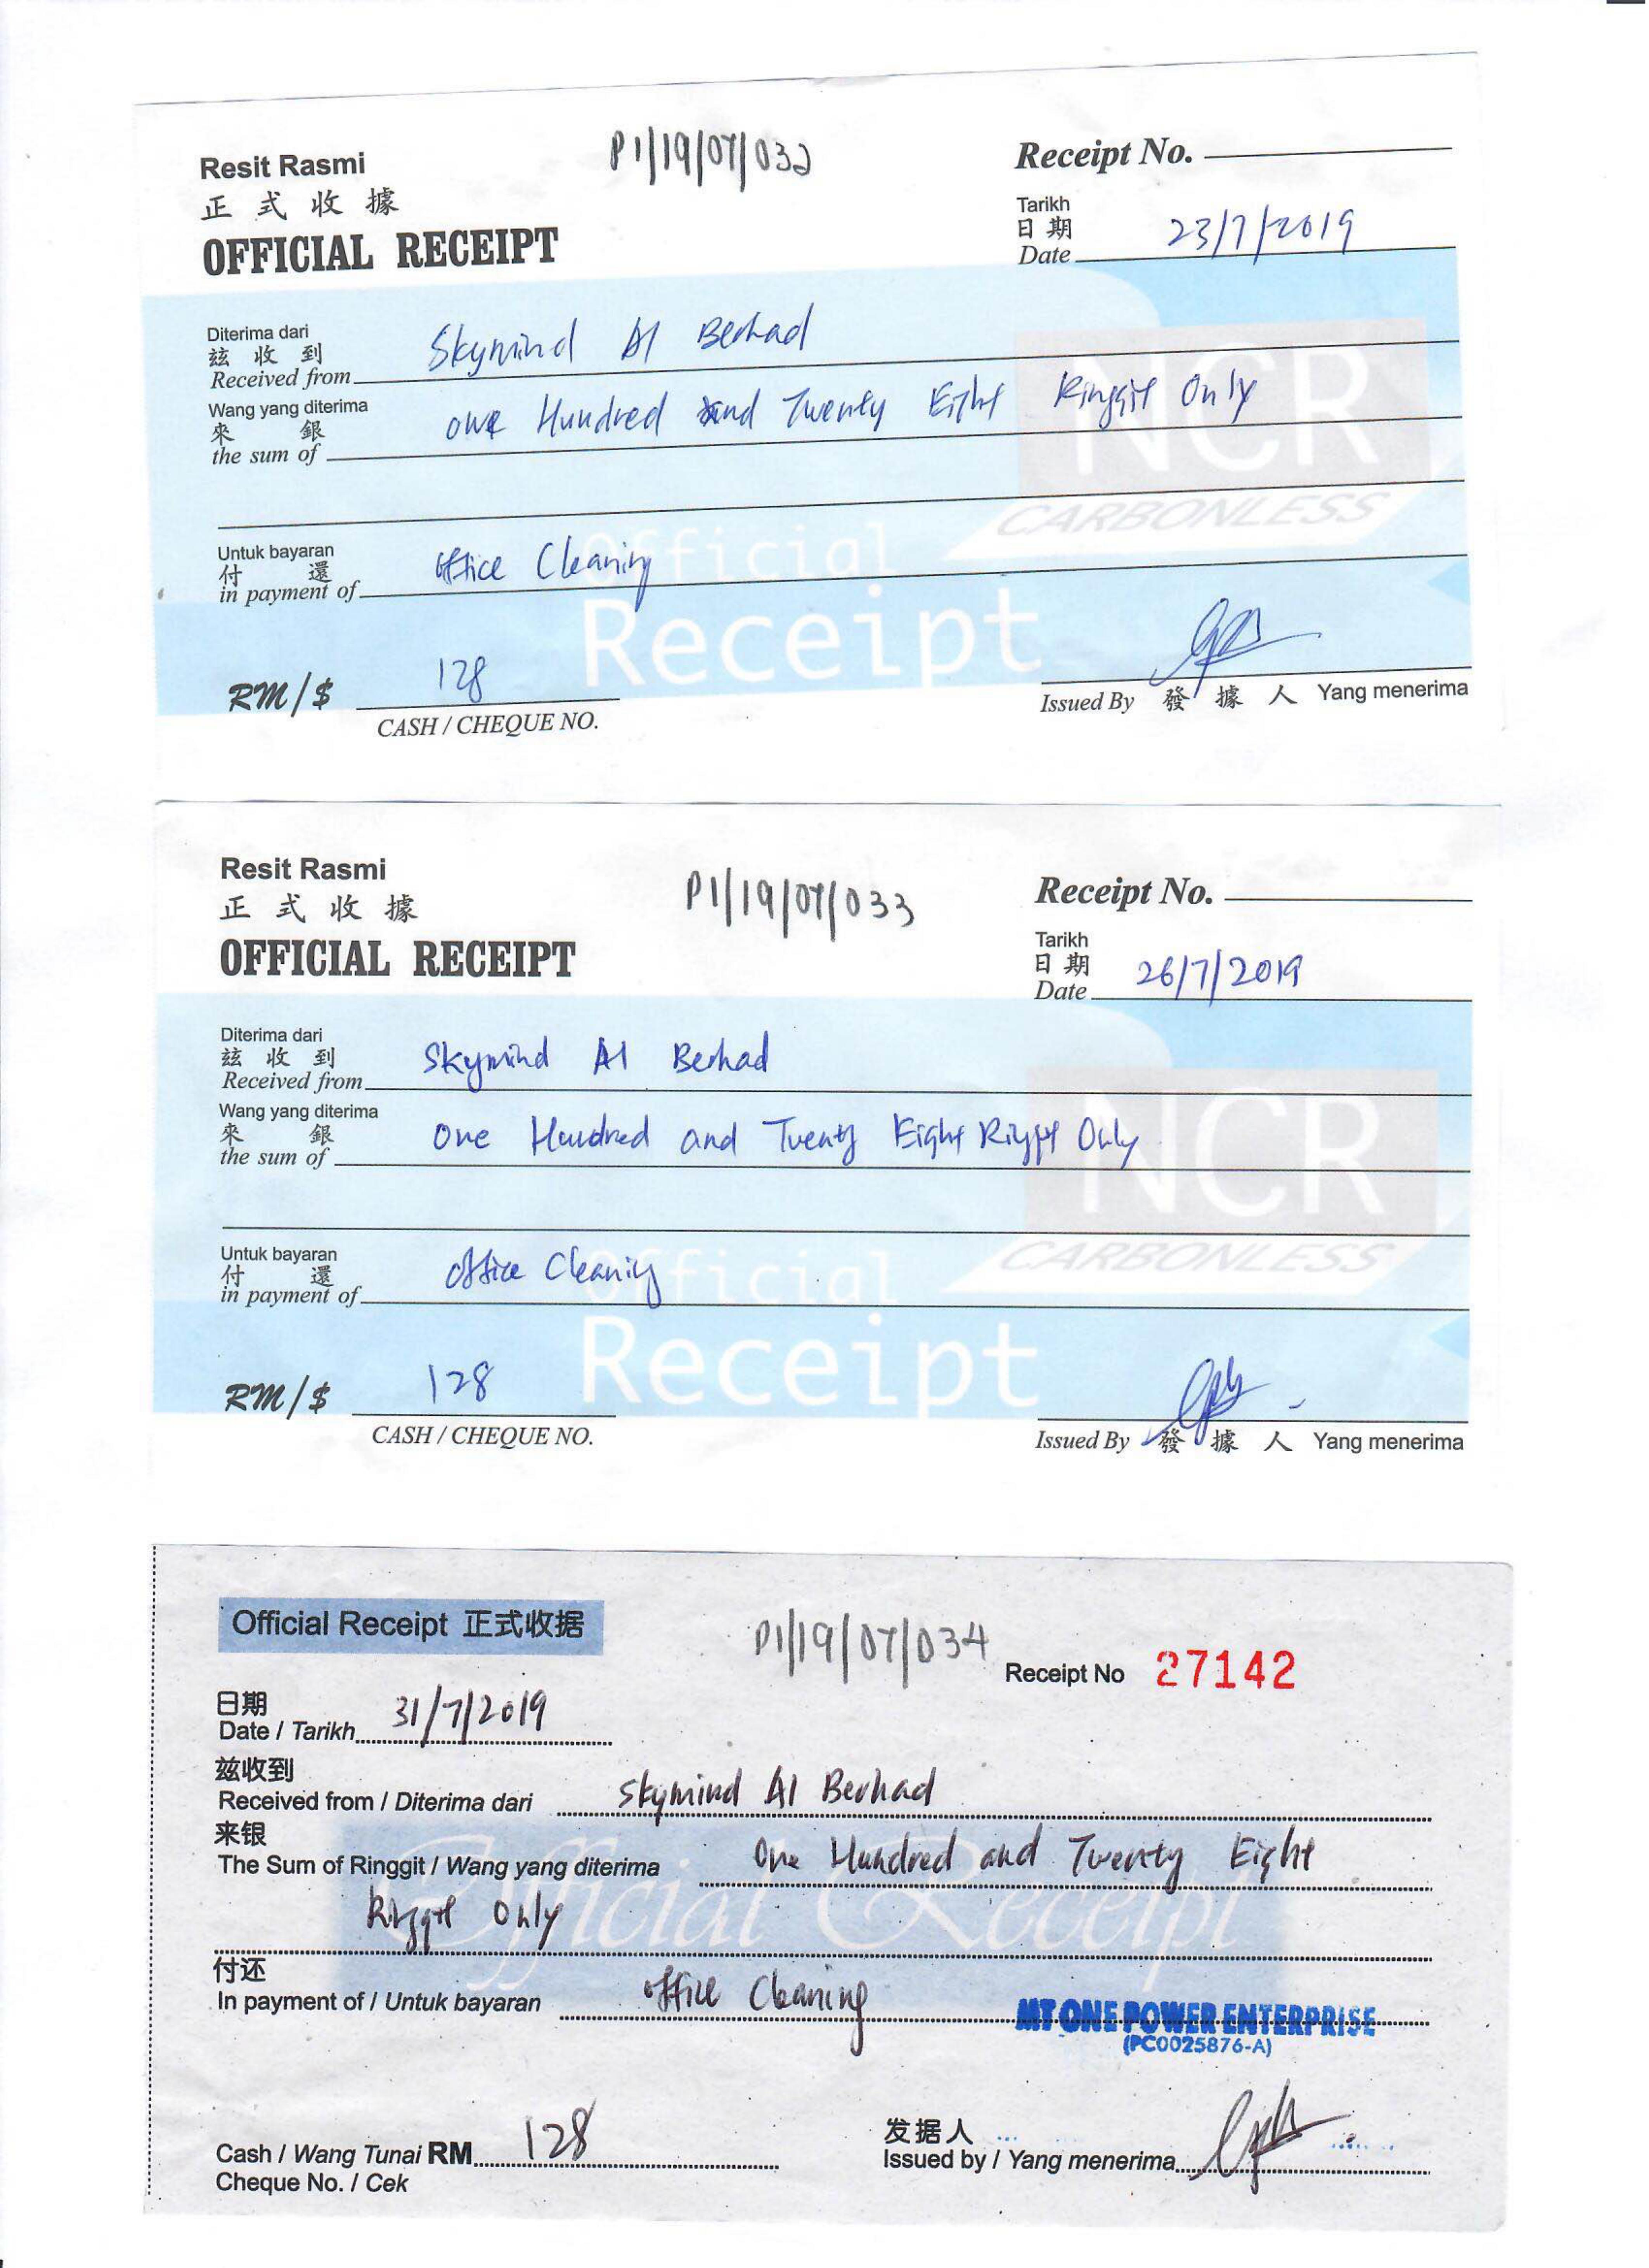 Resit Rasmi
正式收據
OFFICIAL RECEIPT
P1/19/07/032
Receipt No.
Tarikh
日期
Date 23/7/2019
Diterima dari
茲收到
Received from Skymind AI Berhad
Wang yang diterima
來銀
the sum of One Hundred and Twenty Eight Ringgit Only
NCR
CARBONLESS
Untuk bayaran
付還
in payment of Office Cleaning
Official
Receipt
RM/$ 128
CASH / CHEQUE NO.
Issued By 發據人 Yang menerima
Resit Rasmi
正式收據
OFFICIAL RECEIPT
P1/19/07/033
Receipt No.
Tarikh
日期
Date 26/7/2019
Diterima dari
茲收到
Received from Skymind AI Berhad
Wang yang diterima
來銀
the sum of One Hundred and Twenty Eight Ringgit Only
NCR
CARBONLESS
Untuk bayaran
付還
in payment of Office Cleaning
Official
Receipt
RM/$ 128
CASH / CHEQUE NO.
Issued By 發據人 Yang menerima
Official Receipt 正式收据
P1/19/07/034
Receipt No 27142
日期
Date / Tarikh 31/7/2019
兹收到
Received from / Diterima dari Skymind AI Berhad
来银
The Sum of Ringgit / Wang yang diterima One Hundred and Twenty Eight
Ringgit Only
Official Receipt
付还
In payment of / Untuk bayaran Office Cleaning
MT ONE POWER ENTERPRISE
(PC0025876-A)
Cash / Wang Tunai RM 128
Cheque No. / Cek
发据人
Issued by / Yang menerima